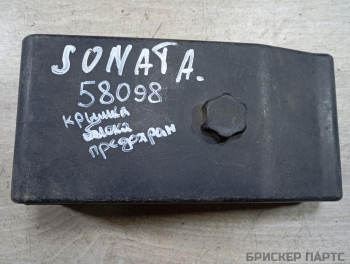 SONATA.
58098
крышка
блока
предохран
БРИСКЕР ПАРТС